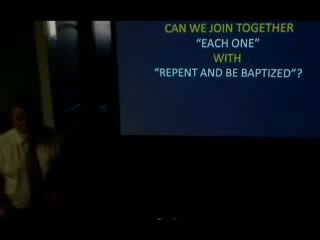 CAN WE JOIN TOGETHER
“EACH ONE”
WITH
“REPENT AND BE BAPTIZED”?